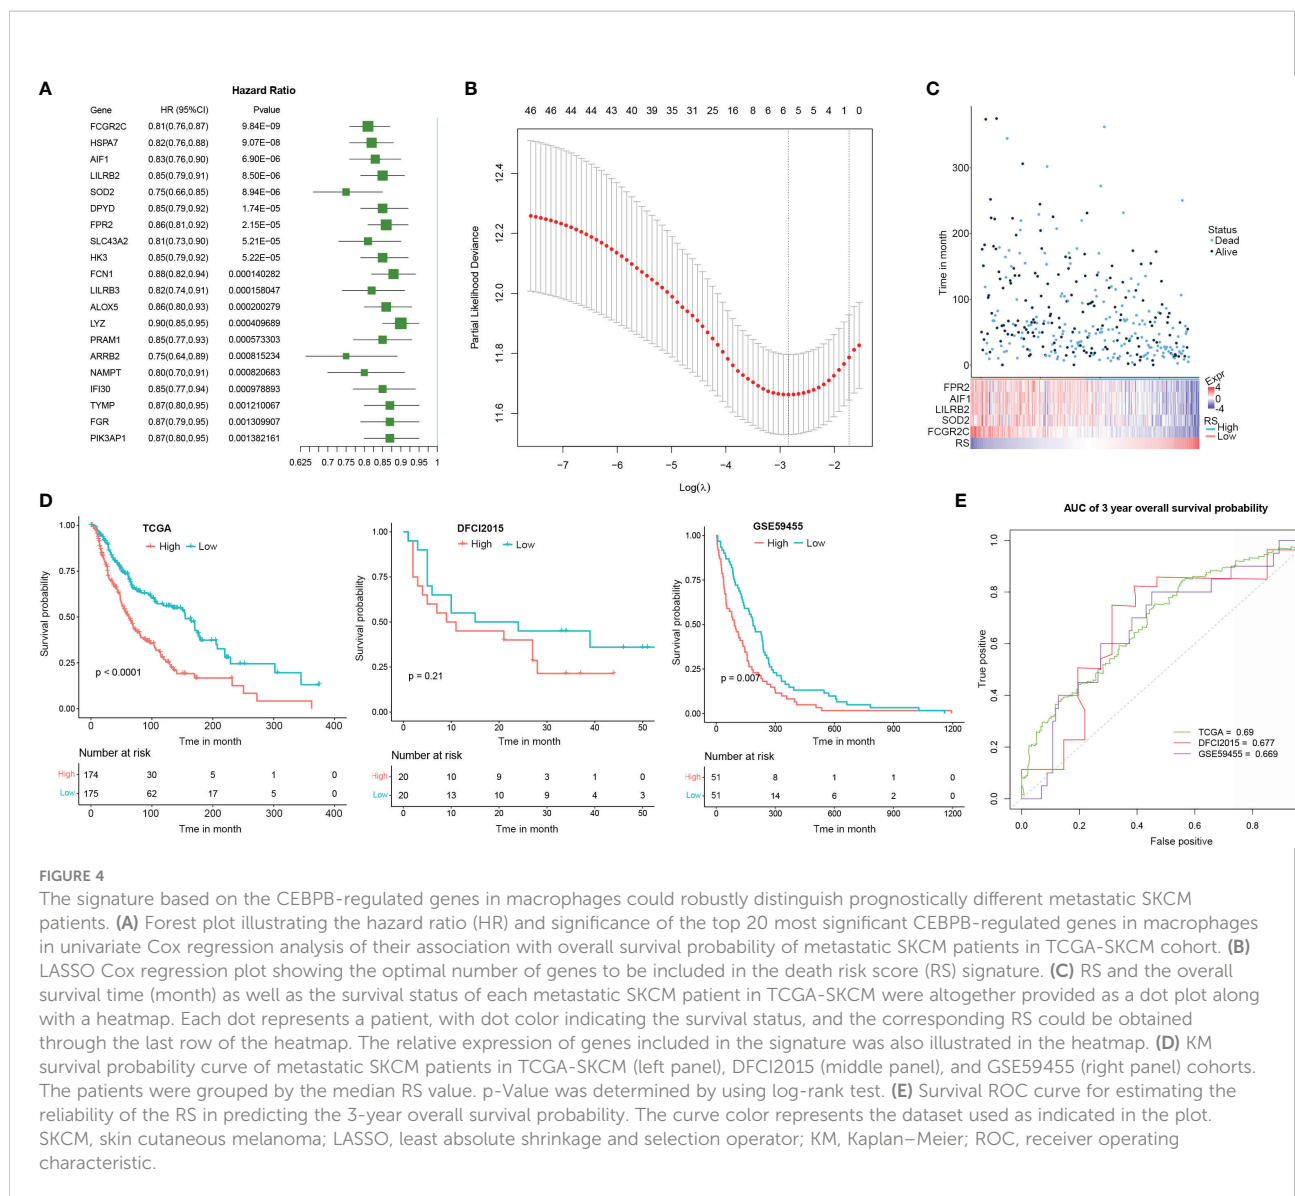 A
Hazard Ratio
Gene HR (95%CI) Pvalue
FCGR2C 0.81(0.76,0.87) 9.84E−09
HSPA7 0.82(0.76,0.88) 9.07E−08
AIF1 0.83(0.76,0.90) 6.90E−06
LILRB2 0.85(0.79,0.91) 8.50E−06
SOD2 0.75(0.66,0.85) 8.94E−06
DPYD 0.85(0.79,0.92) 1.74E−05
FPR2 0.86(0.81,0.92) 2.15E−05
SLC43A2 0.81(0.73,0.90) 5.21E−05
HK3 0.85(0.79,0.92) 5.22E−05
FCN1 0.88(0.82,0.94) 0.000140282
LILRB3 0.82(0.74,0.91) 0.000158047
ALOX5 0.86(0.80,0.93) 0.000200279
LYZ 0.90(0.85,0.95) 0.000409689
PRAM1 0.85(0.77,0.93) 0.000573303
ARRB2 0.75(0.64,0.89) 0.000815234
NAMPT 0.80(0.70,0.91) 0.000820683
IFI30 0.85(0.77,0.94) 0.000978893
TYMP 0.87(0.80,0.95) 0.001210067
FGR 0.87(0.79,0.95) 0.001309907
PIK3AP1 0.87(0.80,0.95) 0.001382161
0.625 0.7 0.75 0.8 0.85 0.9 0.95 1
B
46 46 44 44 43 40 39 35 31 25 16 8 6 6 5 5 4 1 0
Partial Likelihood Deviance
12.4
12.2
12.0
11.8
11.6
−7 −6 −5 −4 −3 −2
Log(λ)
C
Time in month
300
200
100
0
Status
Dead
Alive
FPR2
AIF1
LILRB2
SOD2
FCGR2C
RS
Expr
4
0
-4
RS
High
Low
D
TCGA
High Low
Survival probability
1.00
0.75
0.50
0.25
0.00
p < 0.0001
0 100 200 300 400
Tme in month
Number at risk
High 174 30 5 1 0
Low 175 62 17 5 0
0 100 200 300 400
Tme in month
DFCI2015
High Low
Survival probability
1.00
0.75
0.50
0.25
0.00
p = 0.21
0 10 20 30 40 50
Tme in month
Number at risk
High 20 10 9 3 1 0
Low 20 13 10 9 4 3
0 10 20 30 40 50
Tme in month
GSE59455
High Low
Survival probability
1.00
0.75
0.50
0.25
0.00
p = 0.007
0 300 600 900 1200
Tme in month
Number at risk
High 51 8 1 1 0
Low 51 14 6 2 0
0 300 600 900 1200
Tme in month
E
AUC of 3 year overall survival probability
True positive
1.0
0.8
0.6
0.4
0.2
0.0
TCGA = 0.69
DFCI2015 = 0.677
GSE59455 = 0.669
0.0 0.2 0.4 0.6 0.8
False positive
FIGURE 4
The signature based on the CEBPB-regulated genes in macrophages could robustly distinguish prognostically different metastatic SKCM
patients. (A) Forest plot illustrating the hazard ratio (HR) and significance of the top 20 most significant CEBPB-regulated genes in macrophages
in univariate Cox regression analysis of their association with overall survival probability of metastatic SKCM patients in TCGA-SKCM cohort. (B)
LASSO Cox regression plot showing the optimal number of genes to be included in the death risk score (RS) signature. (C) RS and the overall
survival time (month) as well as the survival status of each metastatic SKCM patient in TCGA-SKCM were altogether provided as a dot plot along
with a heatmap. Each dot represents a patient, with dot color indicating the survival status, and the corresponding RS could be obtained
through the last row of the heatmap. The relative expression of genes included in the signature was also illustrated in the heatmap. (D) KM
survival probability curve of metastatic SKCM patients in TCGA-SKCM (left panel), DFCI2015 (middle panel), and GSE59455 (right panel) cohorts.
The patients were grouped by the median RS value. p-Value was determined by using log-rank test. (E) Survival ROC curve for estimating the
reliability of the RS in predicting the 3-year overall survival probability. The curve color represents the dataset used as indicated in the plot.
SKCM, skin cutaneous melanoma; LASSO, least absolute shrinkage and selection operator; KM, Kaplan–Meier; ROC, receiver operating
characteristic.